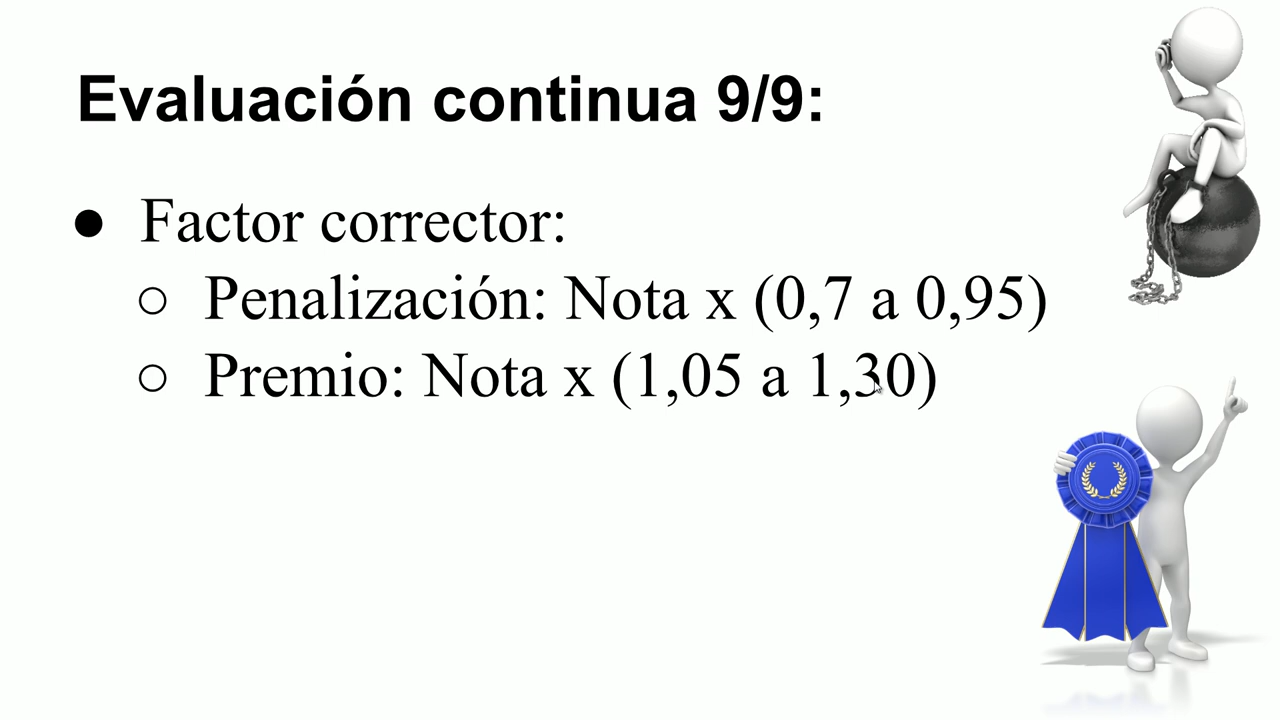 Evaluación continua 9/9:
● Factor corrector:
○ Penalización: Nota x (0,7 a 0,95)
○ Premio: Nota x (1,05 a 1,30)